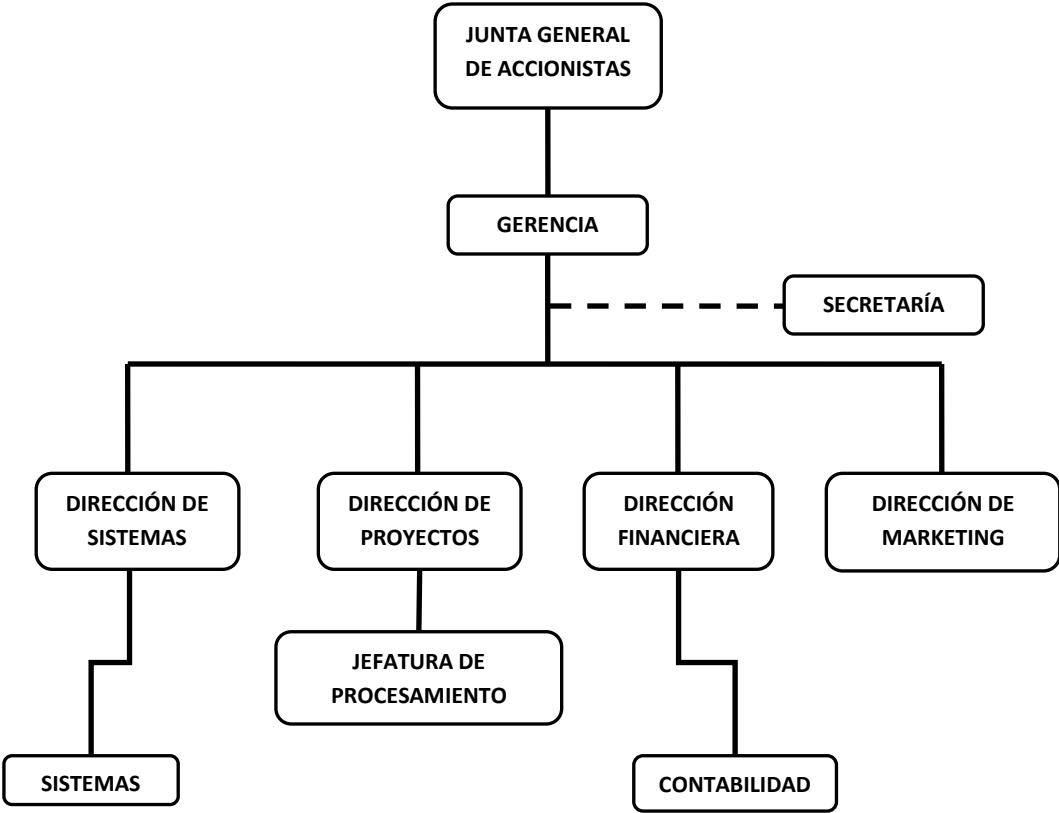 JUNTA GENERAL
DE ACCIONISTAS
GERENCIA
SECRETARÍA
DIRECCIÓN DE
SISTEMAS
DIRECCIÓN DE
PROYECTOS
DIRECCIÓN
FINANCIERA
DIRECCIÓN DE
MARKETING
JEFATURA DE
PROCESAMIENTO
SISTEMAS
CONTABILIDAD